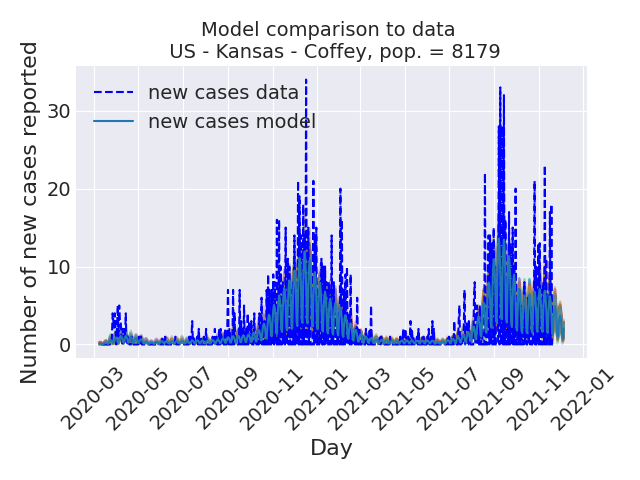 Model comparison to data
US - Kansas - Coffey, pop. = 8179
Number of new cases reported
new cases data
new cases model
30
20
10
0
2020-03
2020-05
2020-07
2020-09
2020-11
2021-01
2021-03
2021-05
2021-07
2021-09
2021-11
2022-01
Day